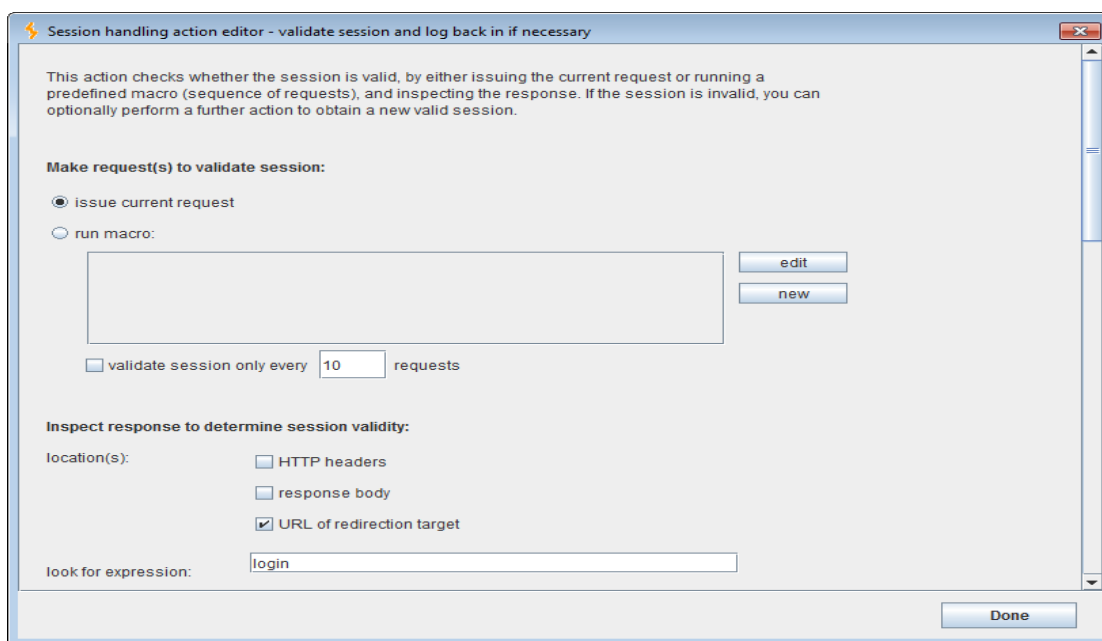 Session handling action editor - validate session and log back in if necessary
This action checks whether the session is valid, by either issuing the current request or running a
predefined macro (sequence of requests), and inspecting the response. If the session is invalid, you can
optionally perform a further action to obtain a new valid session.
Make request(s) to validate session:
issue current request
run macro:
edit
new
validate session only every 10 requests
Inspect response to determine session validity:
location(s): HTTP headers
response body
URL of redirection target
look for expression: login
Done